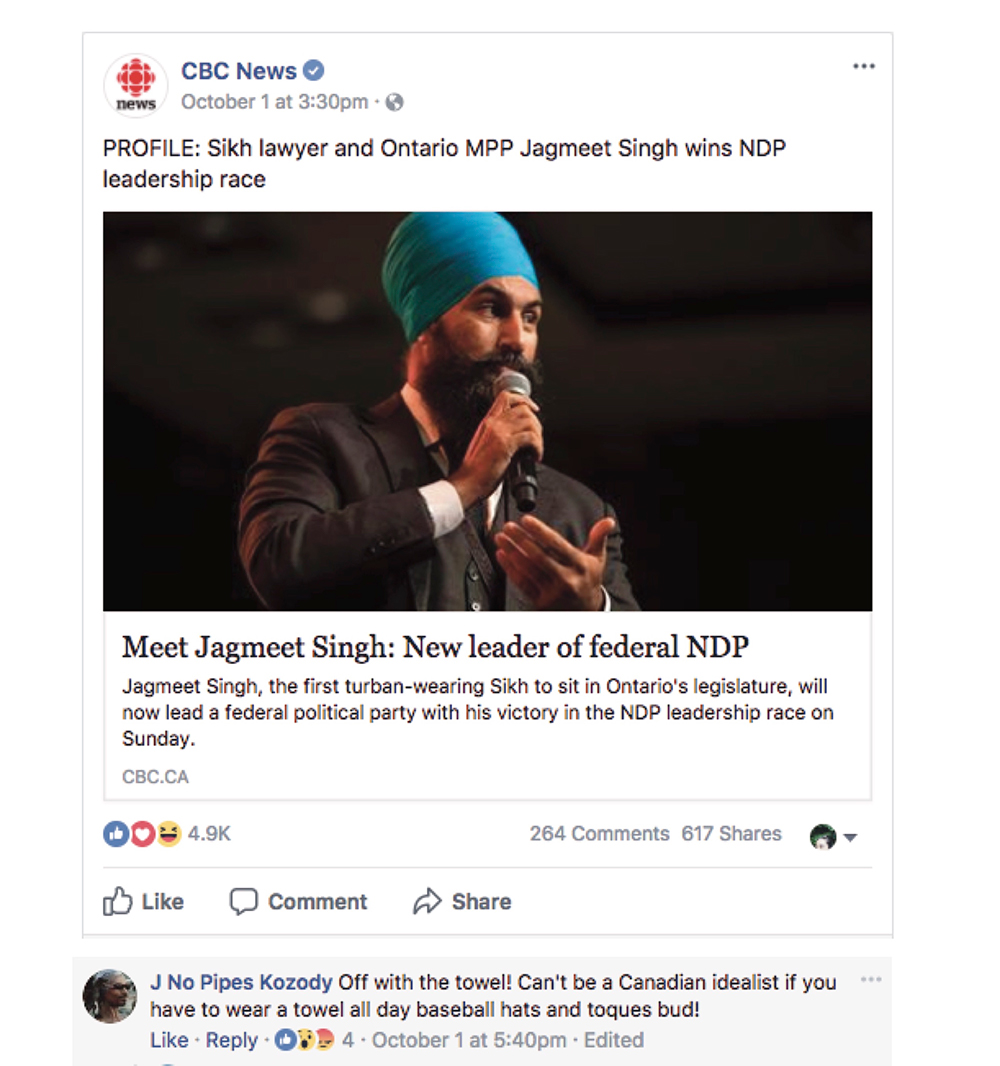 CBC News
news
October 1 at 3:30pm ·
PROFILE: Sikh lawyer and Ontario MPP Jagmeet Singh wins NDP
leadership race
Meet Jagmeet Singh: New leader of federal NDP
Jagmeet Singh, the first turban-wearing Sikh to sit in Ontario's legislature, will
now lead a federal political party with his victory in the NDP leadership race on
Sunday.
CBC.CA
4.9K 264 Comments 617 Shares
Like Comment Share
J No Pipes Kozody Off with the towel! Can't be a Canadian idealist if you
have to wear a towel all day baseball hats and toques bud!
Like · Reply · 4 · October 1 at 5:40pm · Edited